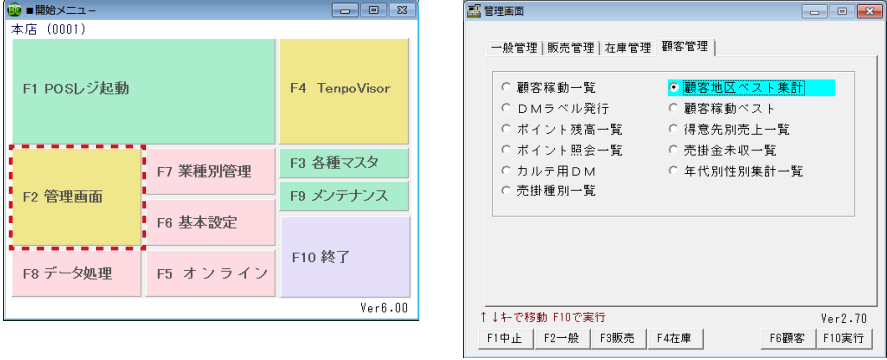 ■開始メニュー
本店 (0001)
F1 POSレジ起動
F4 TenpoVisor
F2 管理画面
F7 業種別管理
F3 各種マスタ
F9 メンテナンス
F6 基本設定
F10 終了
F8 データ処理
F5 オンライン
Ver6.00
管理画面
一般管理 販売管理 在庫管理 顧客管理
顧客稼動一覧 顧客地区ベスト集計
DMラベル発行 顧客稼動ベスト
ポイント残高一覧 得意先別売上一覧
ポイント照会一覧 売掛金未収一覧
カルテ用DM 年代別性別集計一覧
売掛種別一覧
↑↓キーで移動 F10で実行 Ver2.70
F1中止 F2一般 F3販売 F4在庫 F6顧客 F10実行